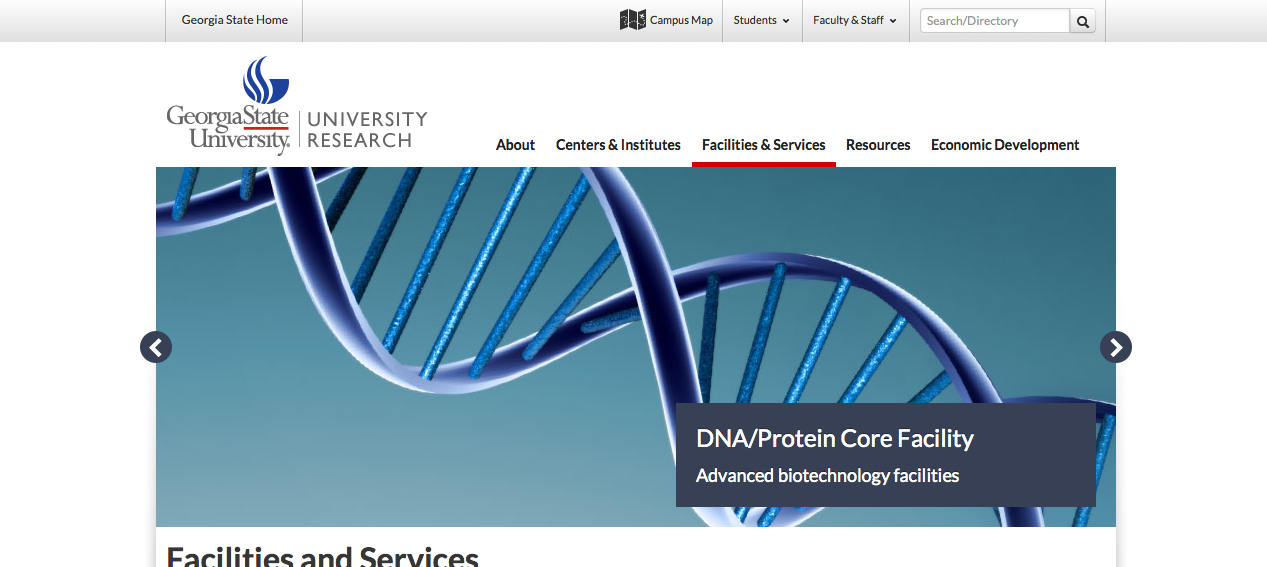 Georgia State Home
Campus Map
Students
Faculty & Staff
Search/Directory
GeorgiaState
University.
UNIVERSITY
RESEARCH
About
Centers & Institutes
Facilities & Services
Resources
Economic Development
DNA/Protein Core Facility
Advanced biotechnology facilities
Facilities and Services